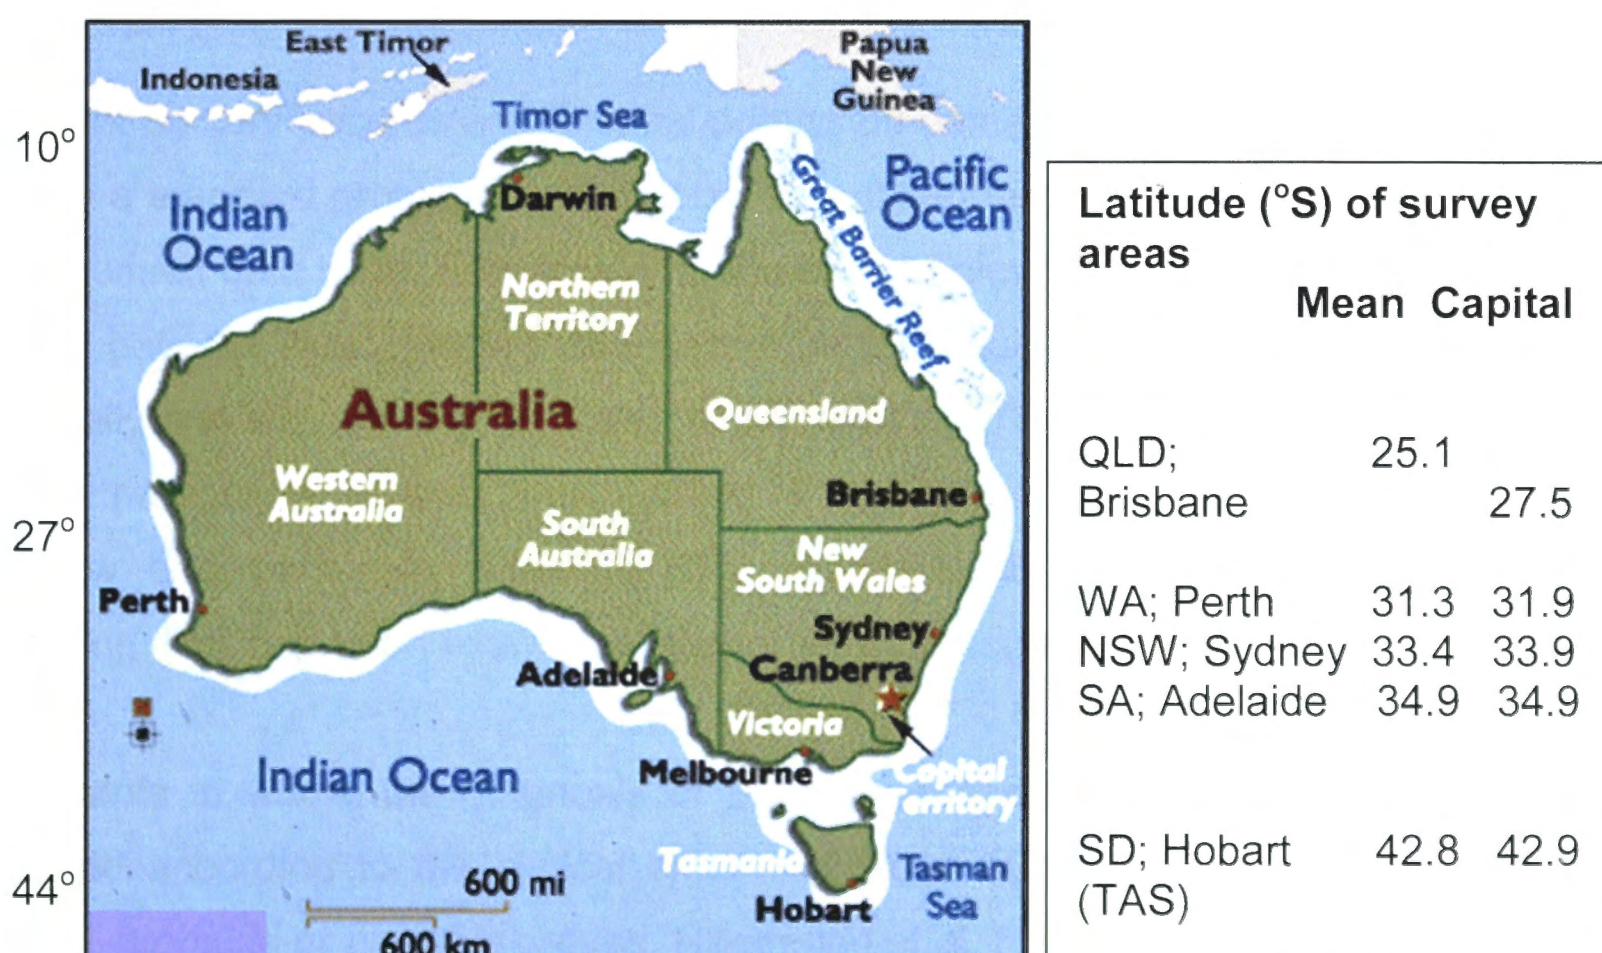 East Timor
Indonesia
Papua
New
Guinea
Timor Sea
10°
Pacific
Ocean
Great Barrier Reef
Indian
Ocean
Darwin
Northern
Territory
Australia
Queensland
Western
Australia
Brisbane
South
Australia
27°
New
South Wales
Perth
Sydney
Canberra
Adelaide
Victoria
Melbourne
Indian Ocean
Capital
Territory
Tasmania
Tasman
Sea
44°
600 mi
Hobart
600 km
Latitude (°S) of survey
areas
Mean Capital
QLD; 25.1
Brisbane 27.5
WA; Perth 31.3 31.9
NSW; Sydney 33.4 33.9
SA; Adelaide 34.9 34.9
SD; Hobart 42.8 42.9
(TAS)